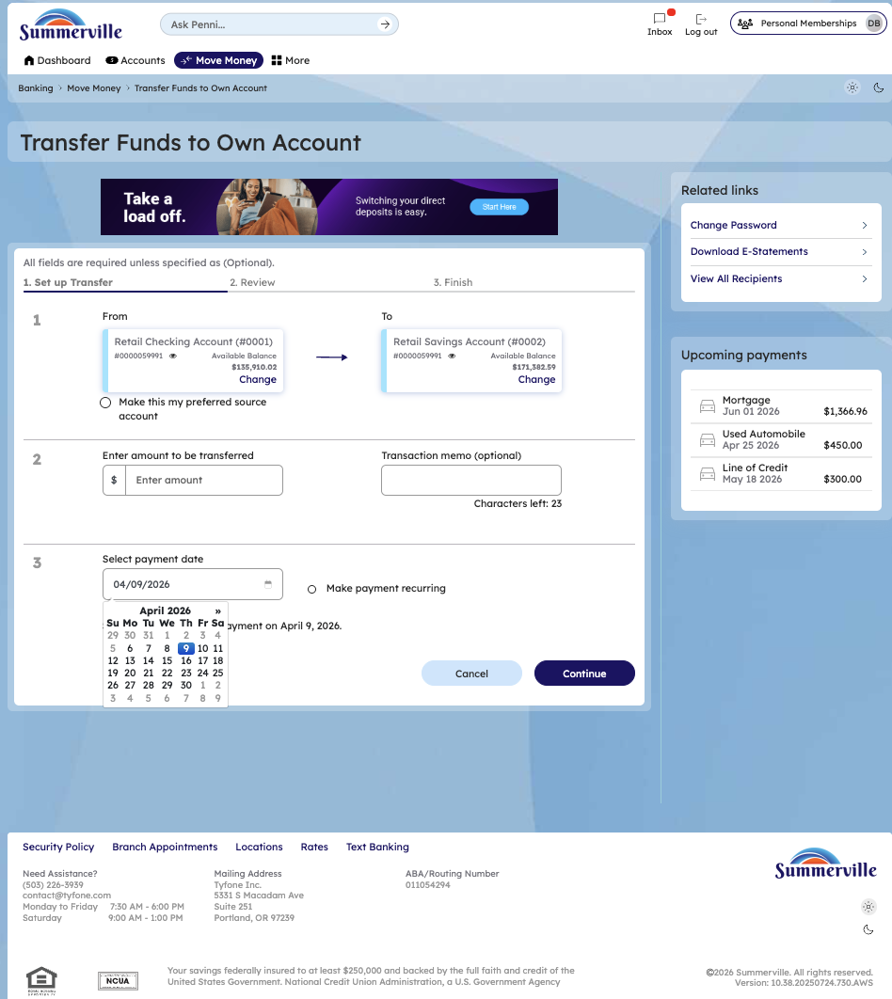 Summerville
Ask Penni...
Inbox
Log out
Personal Memberships DB
Dashboard
Accounts
Move Money
More
Banking › Move Money › Transfer Funds to Own Account
Transfer Funds to Own Account
Take a
load off.
Switching your direct
deposits is easy.
Start Here
All fields are required unless specified as (Optional).
1. Set up Transfer
2. Review
3. Finish
1
From
Retail Checking Account (#0001)
#0000059991
Available Balance
$135,910.02
Change
Make this my preferred source
account
To
Retail Savings Account (#0002)
#0000059991
Available Balance
$171,382.59
Change
2
Enter amount to be transferred
$ Enter amount
Transaction memo (optional)
Characters left: 23
3
Select payment date
04/09/2026
Make payment recurring
ayment on April 9, 2026.
April 2026 »
Su Mo Tu We Th Fr Sa
29 30 31 1 2 3 4
5 6 7 8 9 10 11
12 13 14 15 16 17 18
19 20 21 22 23 24 25
26 27 28 29 30 1 2
3 4 5 6 7 8 9
Cancel
Continue
Related links
Change Password
Download E-Statements
View All Recipients
Upcoming payments
Mortgage
Jun 01 2026 $1,366.96
Used Automobile
Apr 25 2026 $450.00
Line of Credit
May 18 2026 $300.00
Security Policy
Branch Appointments
Locations
Rates
Text Banking
Need Assistance?
(503) 226-3939
contact@tyfone.com
Monday to Friday 7:30 AM - 6:00 PM
Saturday 9:00 AM - 1:00 PM
Mailing Address
Tyfone Inc.
5331 S Macadam Ave
Suite 251
Portland, OR 97239
ABA/Routing Number
011054294
Summerville
NCUA
Your savings federally insured to at least $250,000 and backed by the full faith and credit of the
United States Government. National Credit Union Administration, a U.S. Government Agency
©2026 Summerville. All rights reserved.
Version: 10.38.20250724.730.AWS